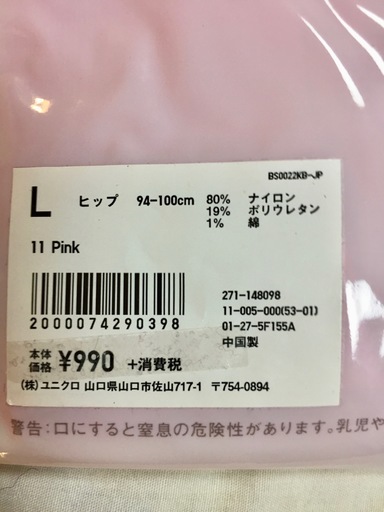 BS0022KB-JP
L ヒップ 94-100cm 80% ナイロン
19% ポリウレタン
1% 綿
11 Pink
2000074290398
271-148098
11-005-000(53-01)
01-27-5F155A
中国製
本体価格 ¥990 +消費税
(株)ユニクロ 山口県山口市佐山717-1 〒754-0894
警告:口にすると窒息の危険性があります。乳児や